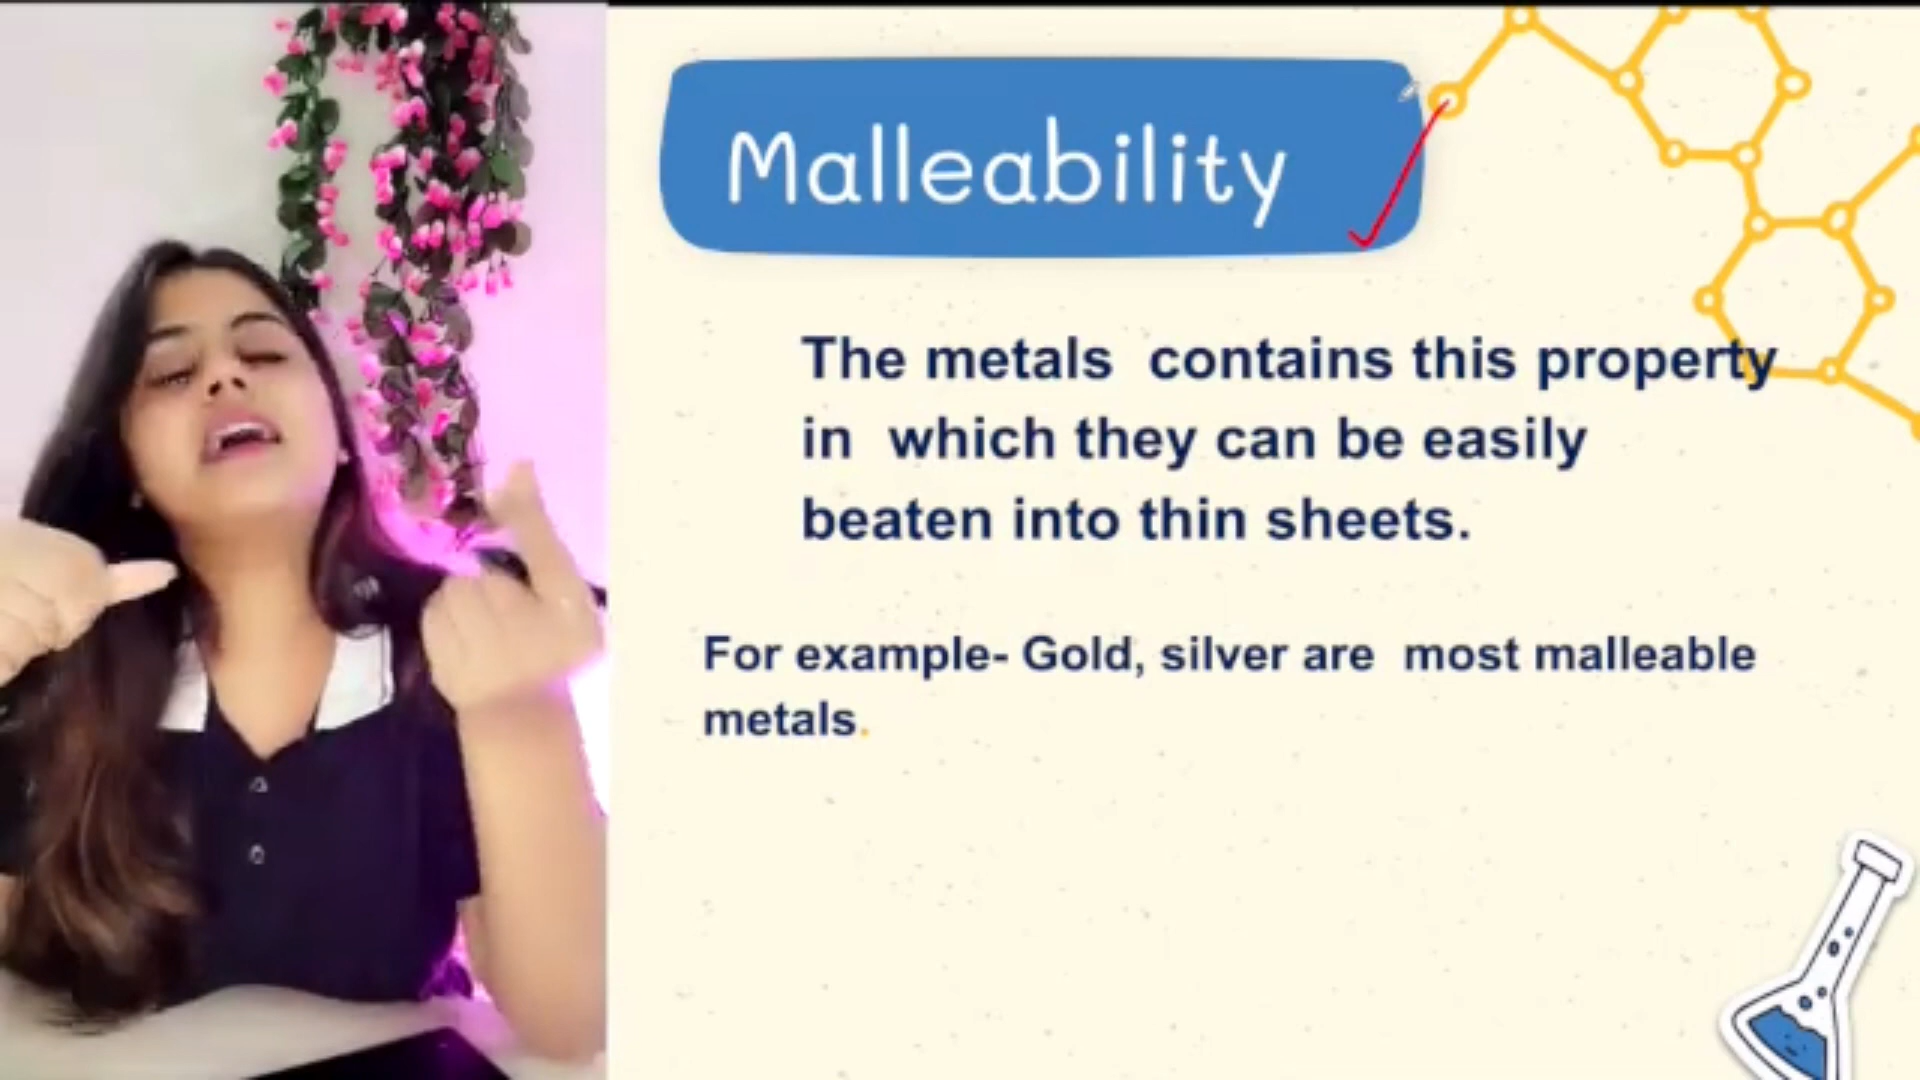 Malleability
The metals contains this property
in which they can be easily
beaten into thin sheets.
For example- Gold, silver are most malleable
metals.